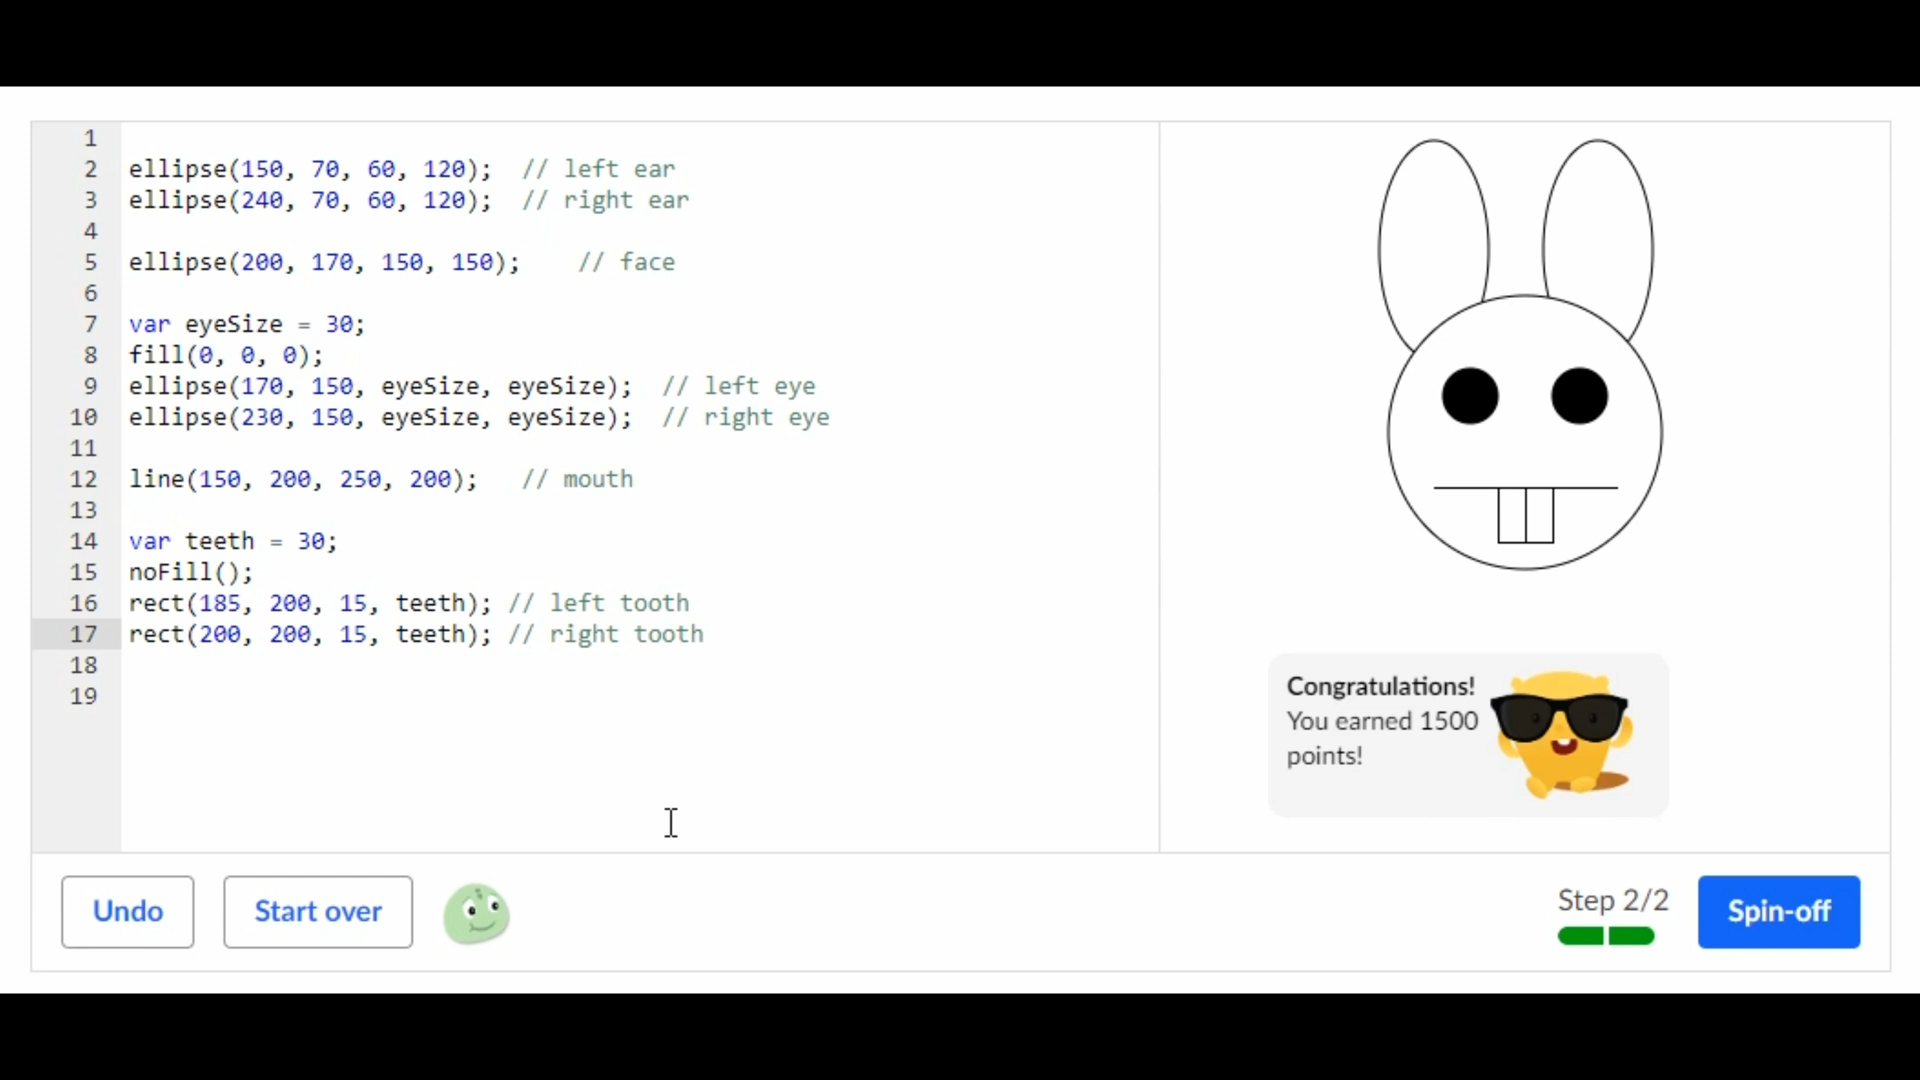 1
2 ellipse(150, 70, 60, 120);  // left ear
3 ellipse(240, 70, 60, 120);  // right ear
4
5 ellipse(200, 170, 150, 150);    // face
6
7 var eyeSize = 30;
8 fill(0, 0, 0);
9 ellipse(170, 150, eyeSize, eyeSize);  // left eye
10 ellipse(230, 150, eyeSize, eyeSize);  // right eye
11
12 line(150, 200, 250, 200);   // mouth
13
14 var teeth = 30;
15 noFill();
16 rect(185, 200, 15, teeth); // left tooth
17 rect(200, 200, 15, teeth); // right tooth
18
19
Congratulations!
You earned 1500
points!
Undo
Start over
Step 2/2
Spin-off